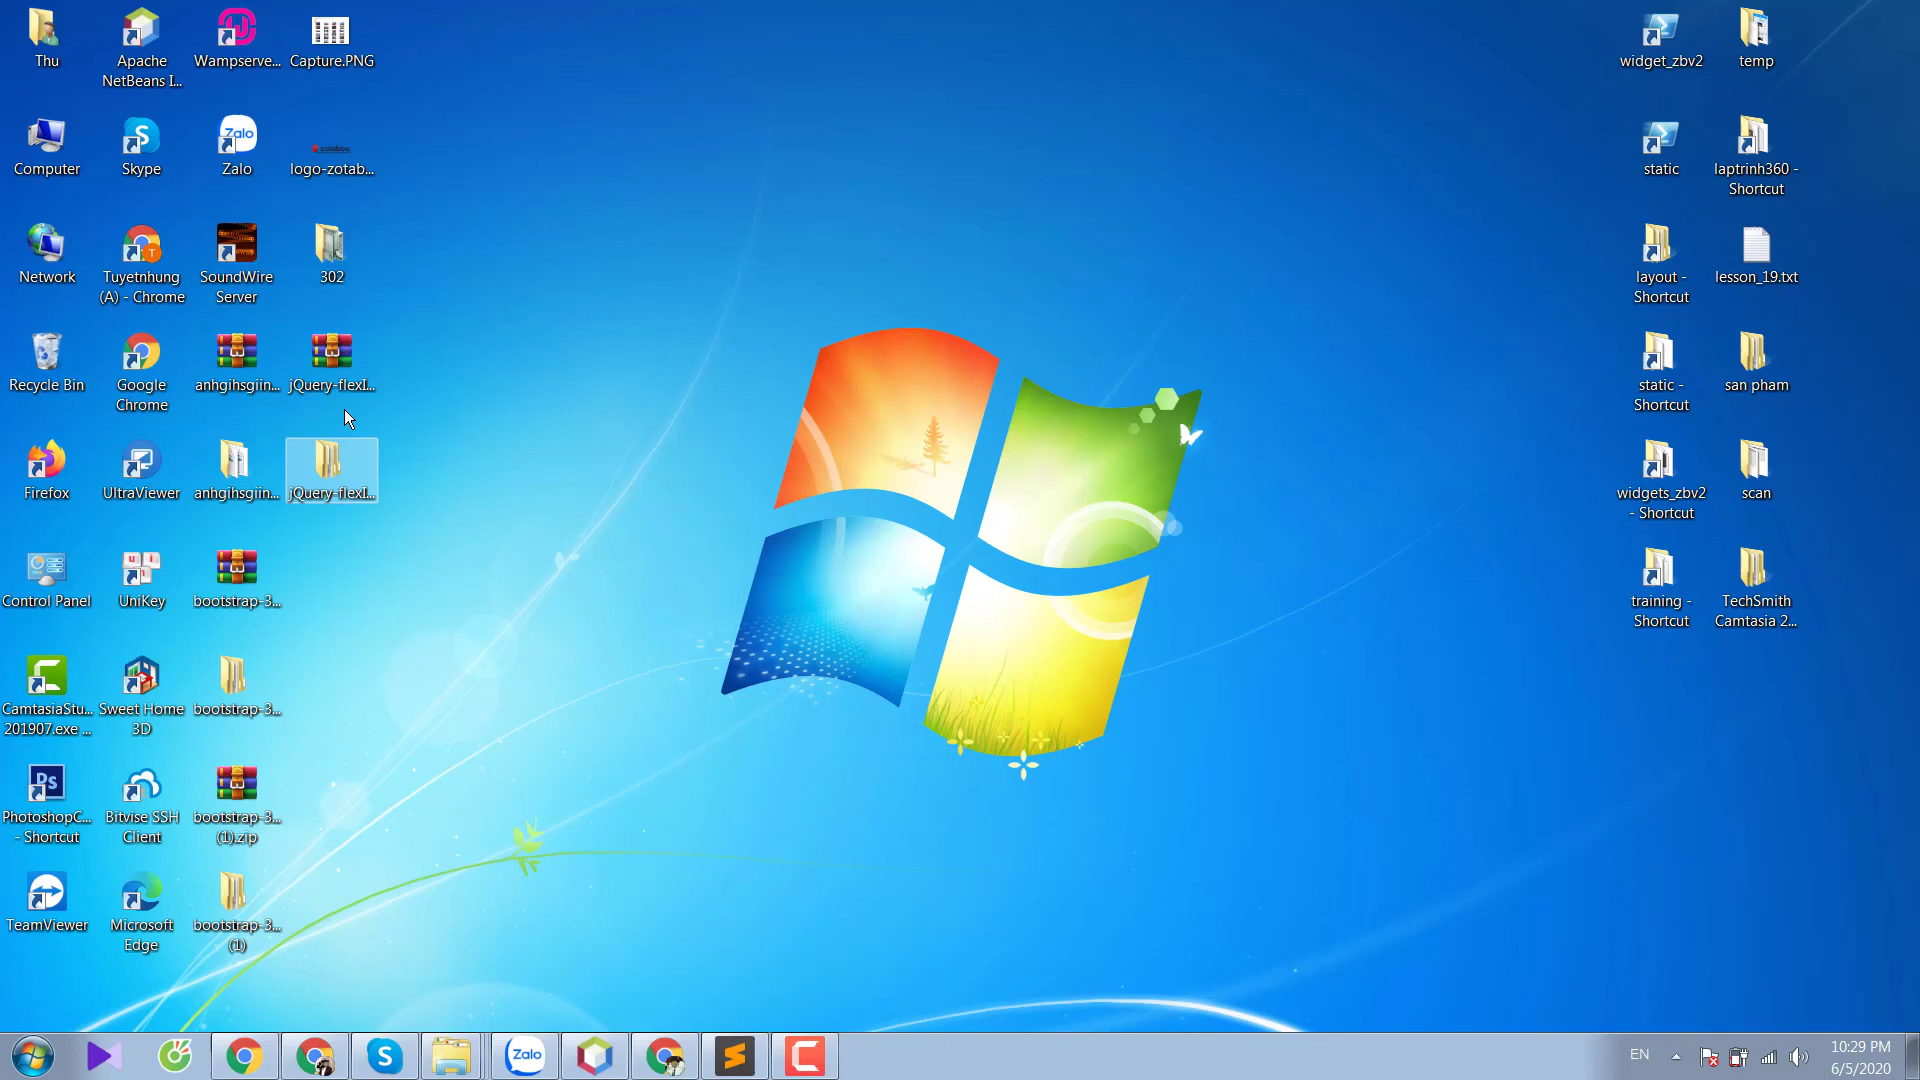 Thu
Apache
NetBeans I...
Wampserve...
Capture.PNG
widget_zbv2
temp
Computer
Skype
Zalo
Zalo
zotabox
logo-zotab...
static
laptrinh360 -
Shortcut
Network
Tuyetnhung
(A) - Chrome
SoundWire
Server
302
layout -
Shortcut
lesson_19.txt
Recycle Bin
Google
Chrome
anhgihsgiin...
jQuery-flexI...
static -
Shortcut
san pham
Firefox
UltraViewer
anhgihsgiin...
jQuery-flexI...
widgets_zbv2
- Shortcut
scan
Control Panel
UniKey
bootstrap-3...
training -
Shortcut
TechSmith
Camtasia 2...
CamtasiaStu...
201907.exe ...
Sweet Home
3D
bootstrap-3...
Ps
PhotoshopC...
- Shortcut
Bitvise SSH
Client
bootstrap-3...
(1).zip
TeamViewer
Microsoft
Edge
bootstrap-3...
(1)
Zalo
EN
10:29 PM
6/5/2020